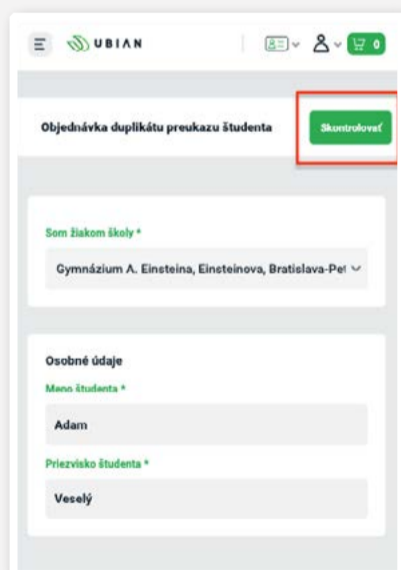 UBIAN
0
Objednávka duplikátu preukazu študenta
Skontrolovať
Som žiakom školy *
Gymnázium A. Einsteina, Einsteinova, Bratislava-Pet
Osobné údaje
Meno študenta *
Adam
Priezvisko študenta *
Veselý